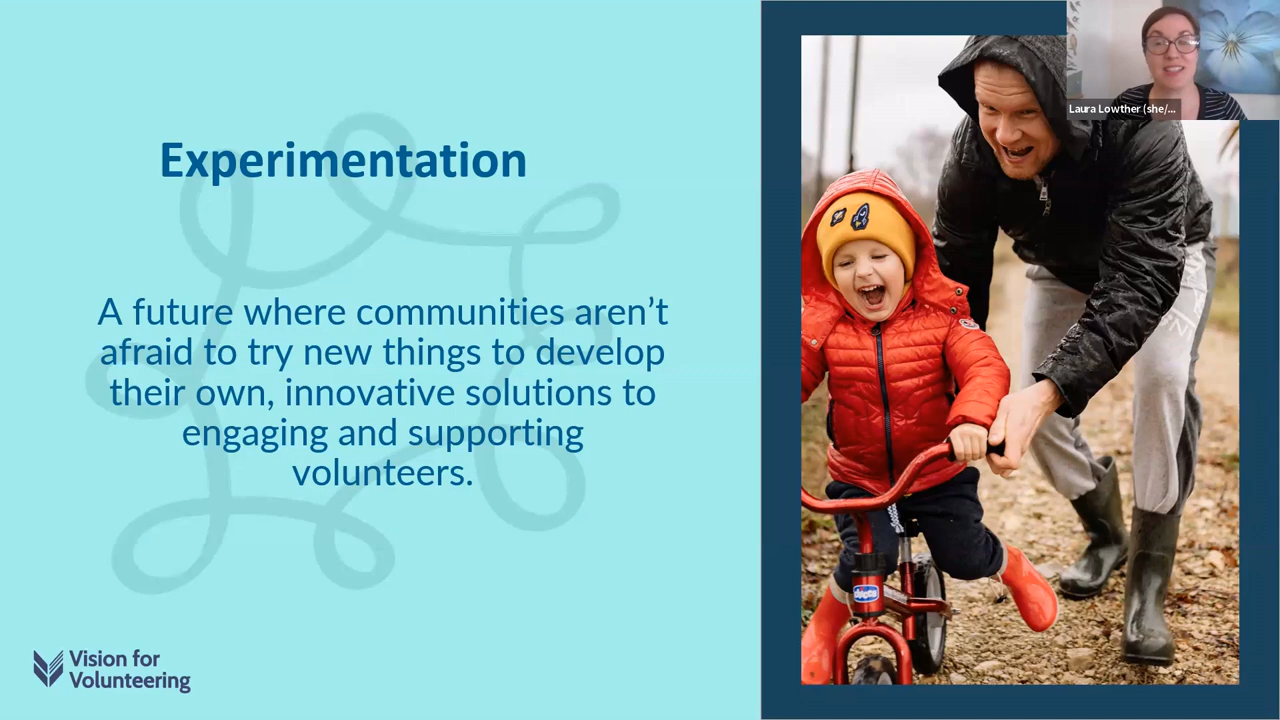 Experimentation
A future where communities aren’t
afraid to try new things to develop
their own, innovative solutions to
engaging and supporting
volunteers.
Vision for
Volunteering
Laura Lowther (she/...
chicco